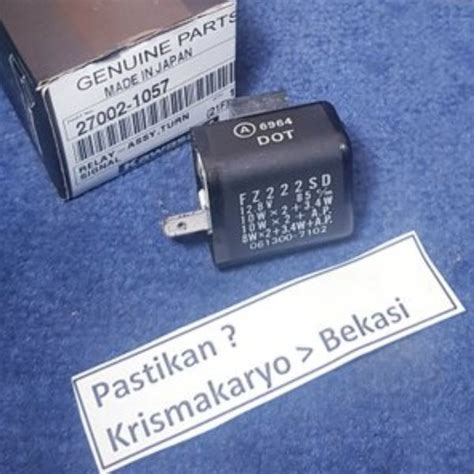 GENUINE PARTS
MADE IN JAPAN
27002-1057
RELAY-ASSY,TURN
SIGNAL
A 6964
DOT
FZ222SD
12.8V 85c/m
10W×2+3.4W
10W×2+A.P.
8W×2+3.4W+A.P.
061300-7102
Pastikan ?
Krismakaryo > Bekasi